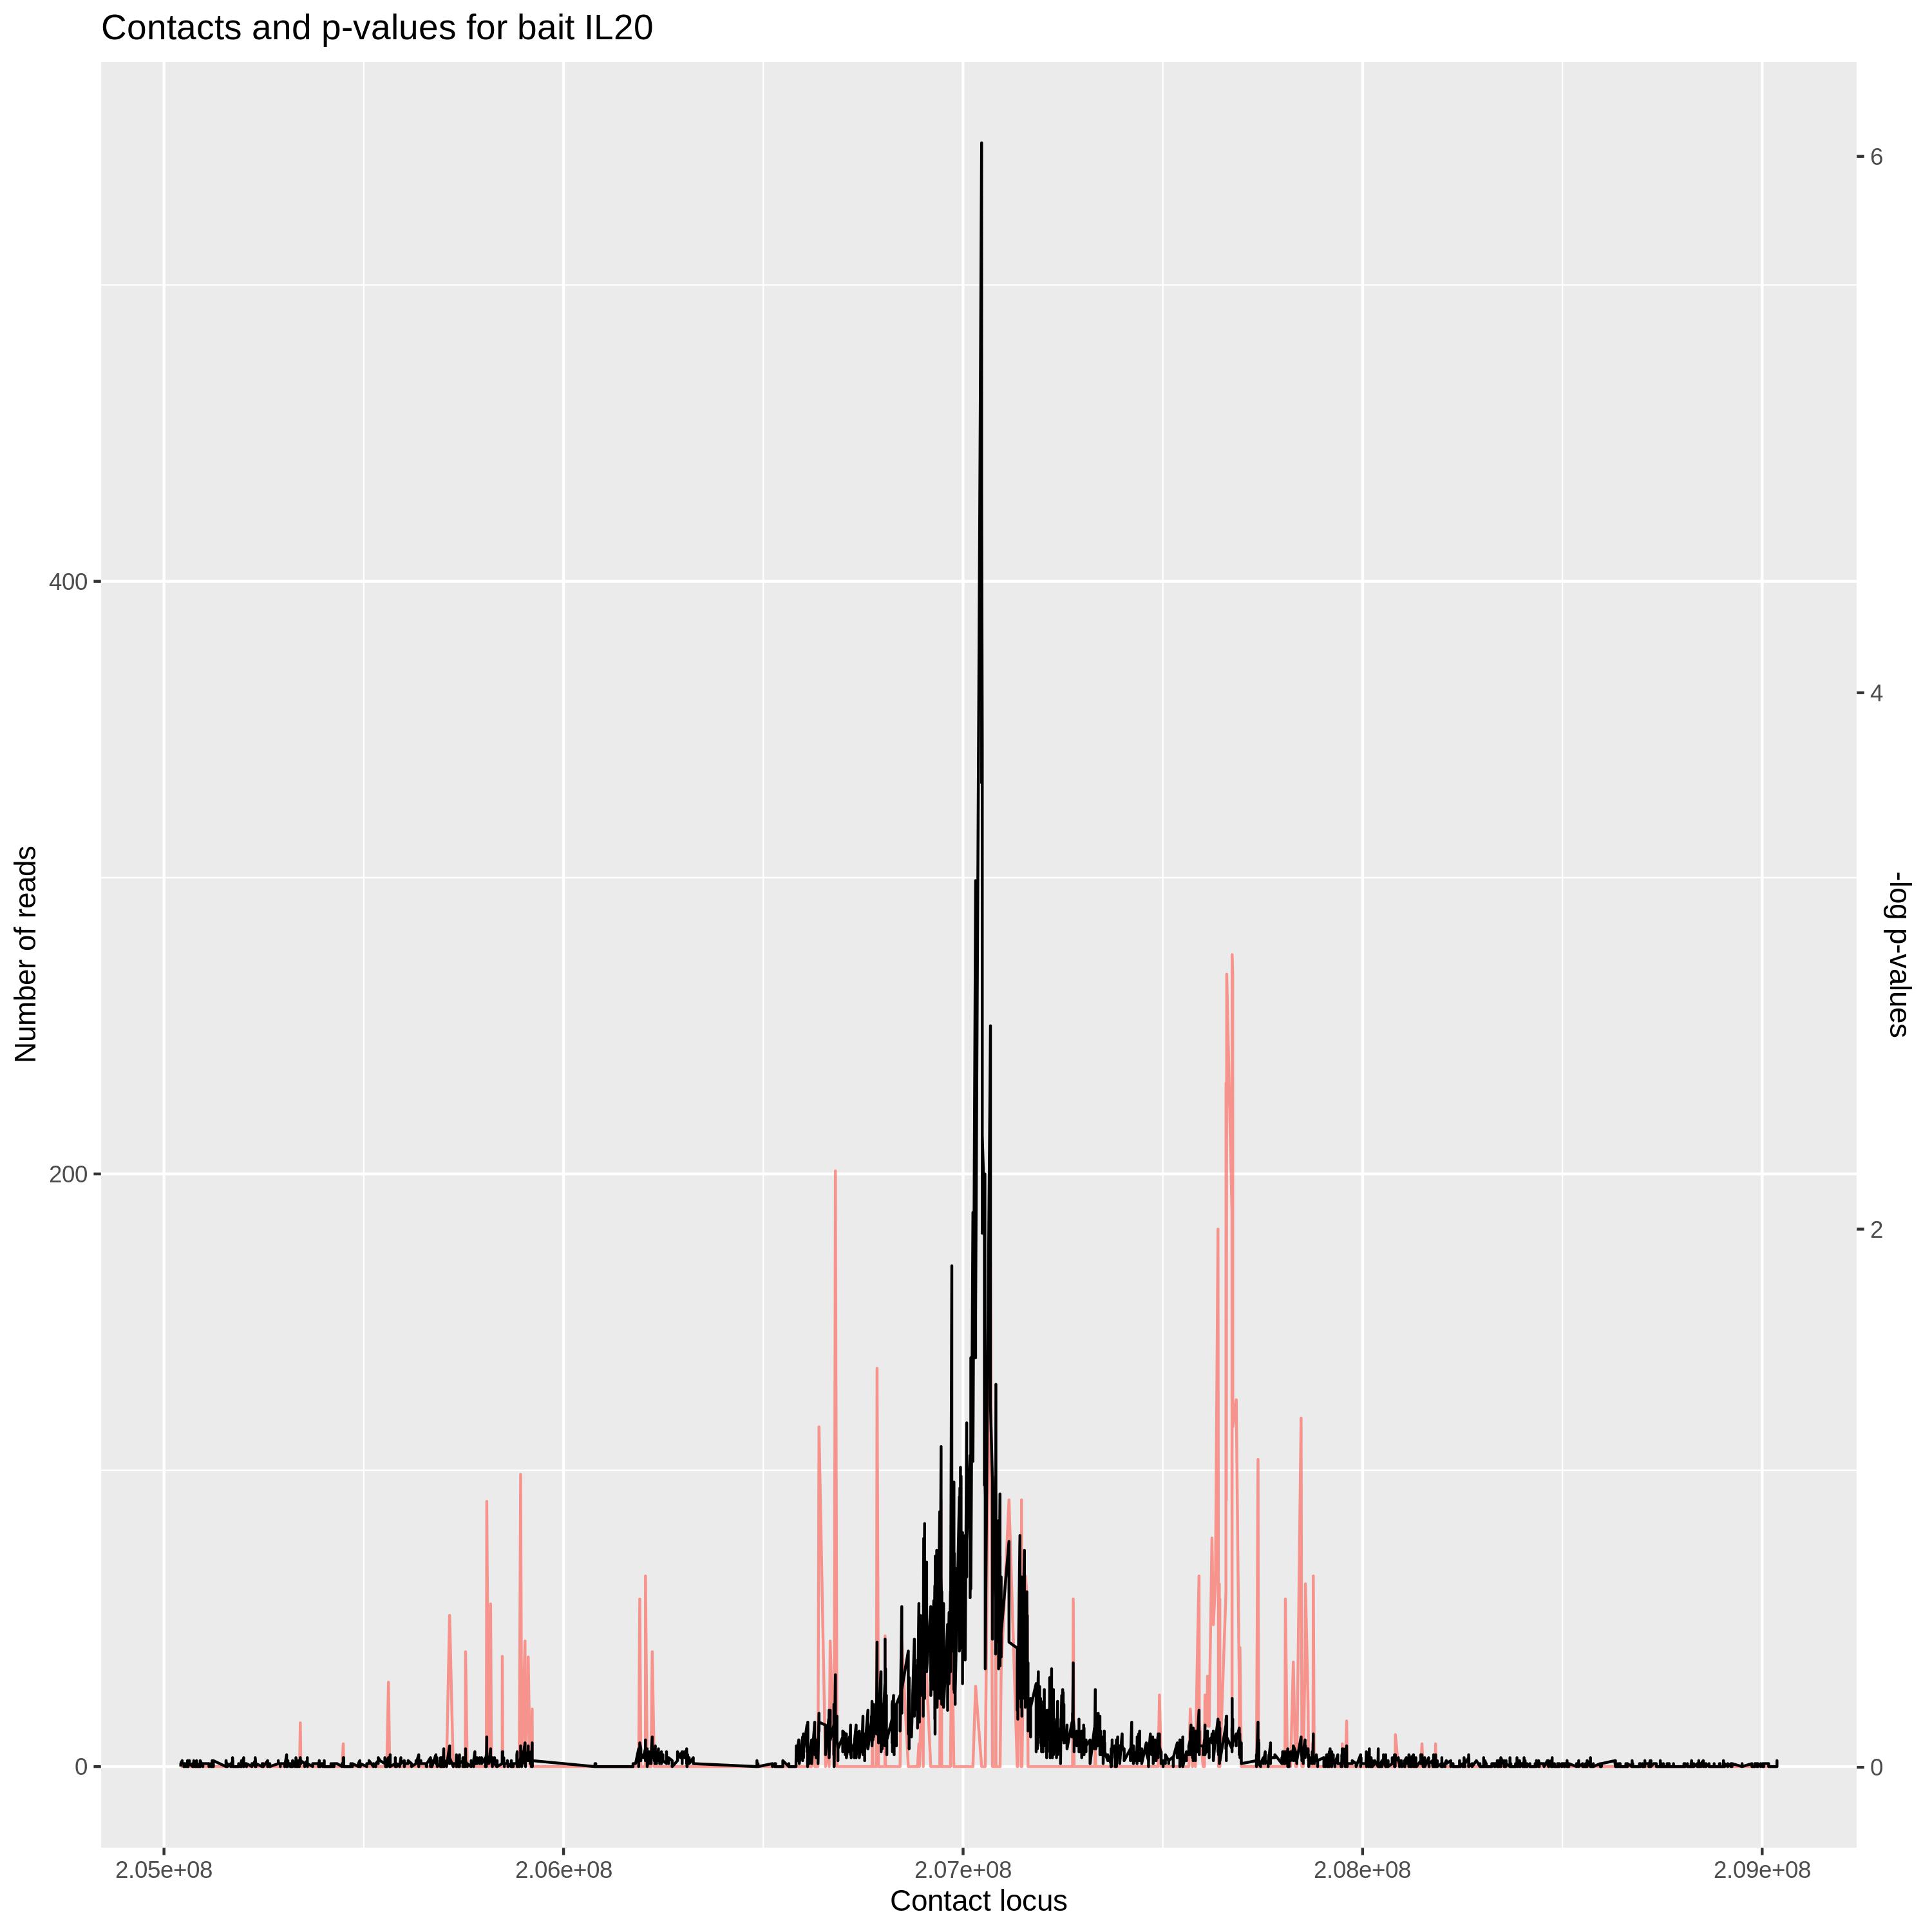 Contacts and p-values for bait IL20
6
4
2
0
400
200
0
Number of reads
-log p-values
2.05e+08
2.06e+08
2.07e+08
2.08e+08
2.09e+08
Contact locus